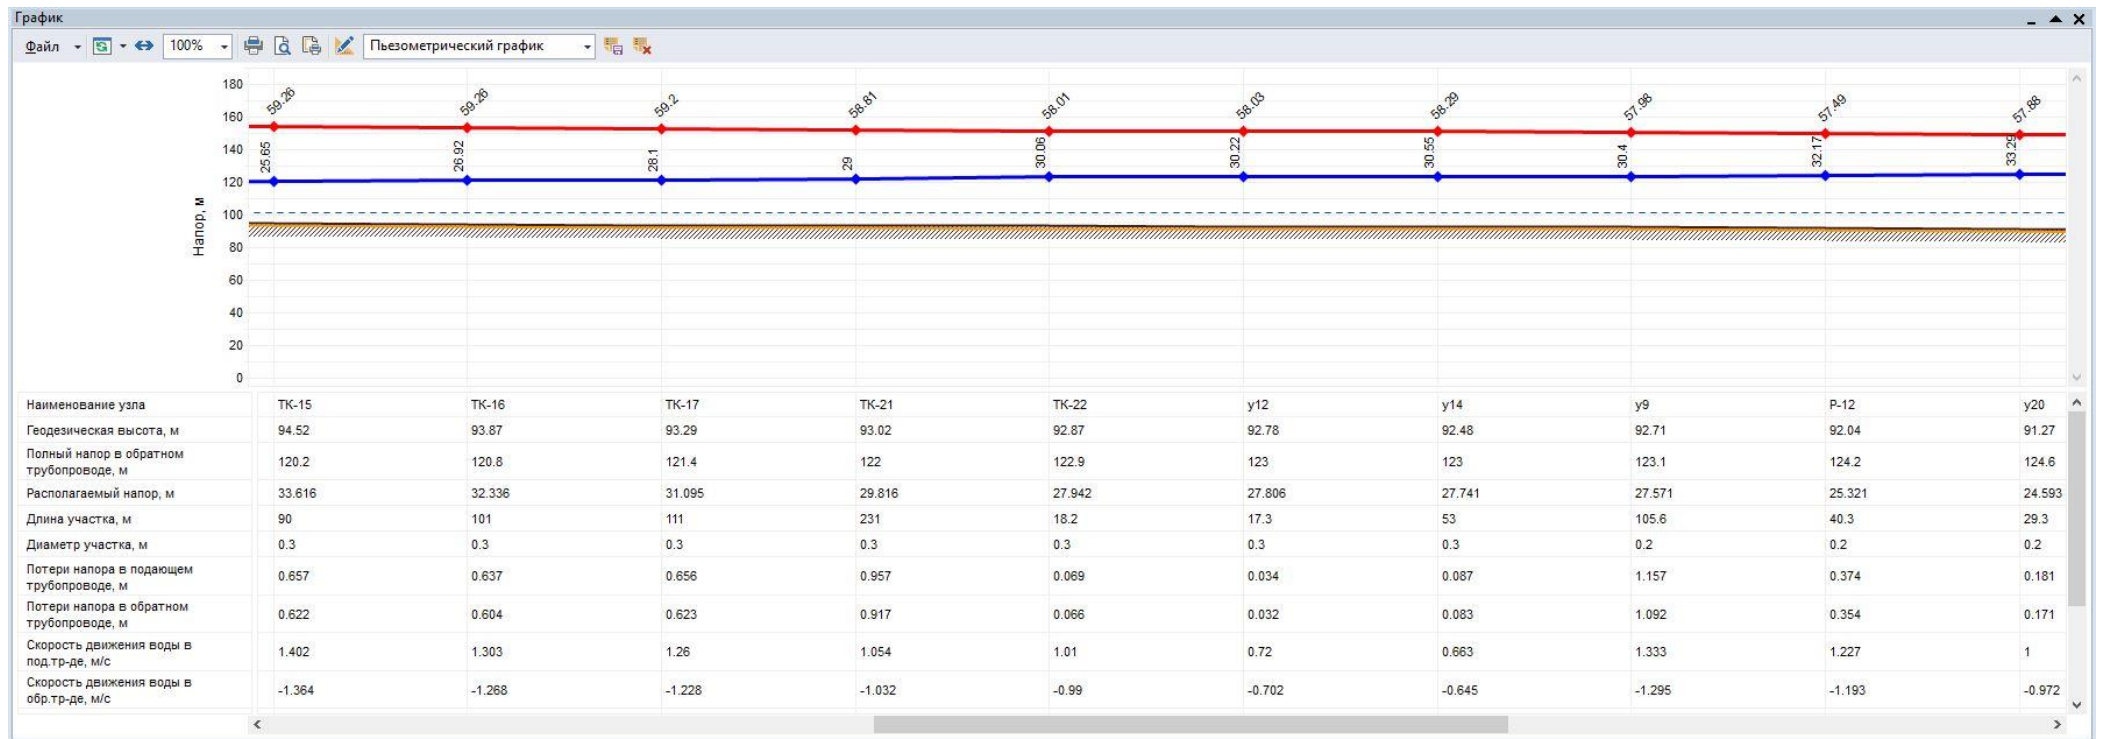 График
Файл 100% Пьезометрический график
180
160
140
120
100
80
60
40
20
0
Напор, м
59.26 59.26 59.2 58.81 58.01 58.03 58.29 57.98 57.49 57.88
25.65 26.92 28.1 29 30.06 30.22 30.55 30.4 32.17 33.29
Наименование узла ТК-15 ТК-16 ТК-17 ТК-21 ТК-22 у12 у14 у9 Р-12 у20
Геодезическая высота, м 94.52 93.87 93.29 93.02 92.87 92.78 92.48 92.71 92.04 91.27
Полный напор в обратном
трубопроводе, м 120.2 120.8 121.4 122 122.9 123 123 123.1 124.2 124.6
Располагаемый напор, м 33.616 32.336 31.095 29.816 27.942 27.806 27.741 27.571 25.321 24.593
Длина участка, м 90 101 111 231 18.2 17.3 53 105.6 40.3 29.3
Диаметр участка, м 0.3 0.3 0.3 0.3 0.3 0.3 0.3 0.2 0.2 0.2
Потери напора в подающем
трубопроводе, м 0.657 0.637 0.656 0.957 0.069 0.034 0.087 1.157 0.374 0.181
Потери напора в обратном
трубопроводе, м 0.622 0.604 0.623 0.917 0.066 0.032 0.083 1.092 0.354 0.171
Скорость движения воды в
под.тр-де, м/с 1.402 1.303 1.26 1.054 1.01 0.72 0.663 1.333 1.227 1
Скорость движения воды в
обр.тр-де, м/с -1.364 -1.268 -1.228 -1.032 -0.99 -0.702 -0.645 -1.295 -1.193 -0.972